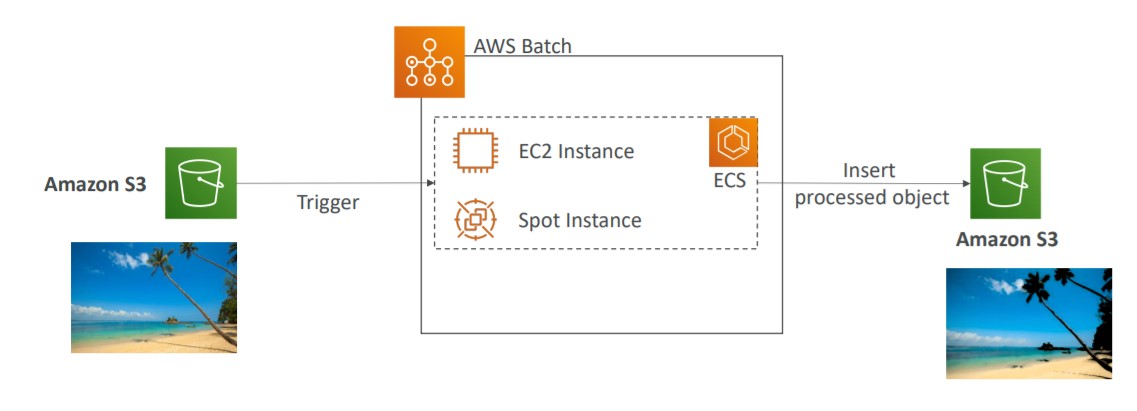 AWS Batch
EC2 Instance
ECS
Spot Instance
Amazon S3
Trigger
Insert
processed object
Amazon S3